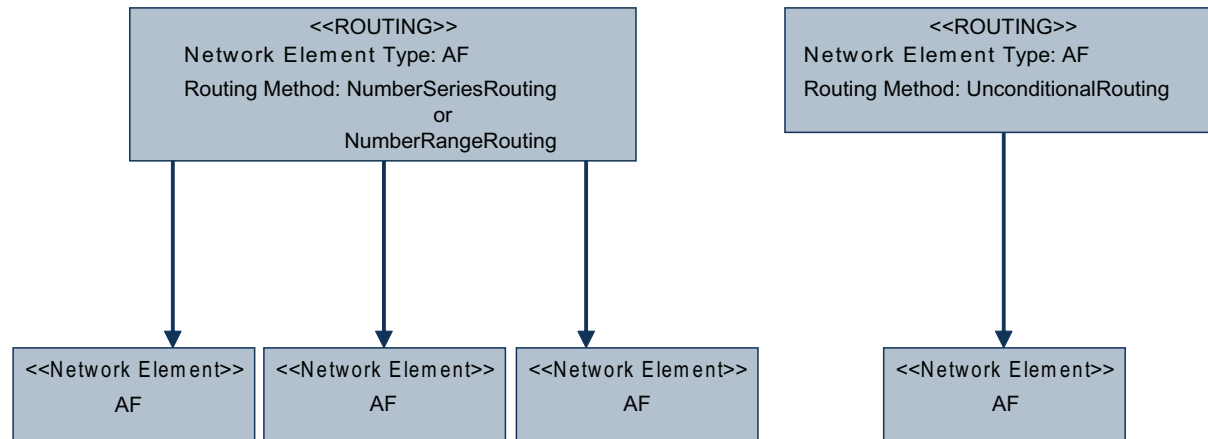 <<ROUTING>>
Network Element Type: AF
Routing Method: NumberSeriesRouting
or
NumberRangeRouting
<<ROUTING>>
Network Element Type: AF
Routing Method: UnconditionalRouting
<<Network Element>>
AF
<<Network Element>>
AF
<<Network Element>>
AF
<<Network Element>>
AF